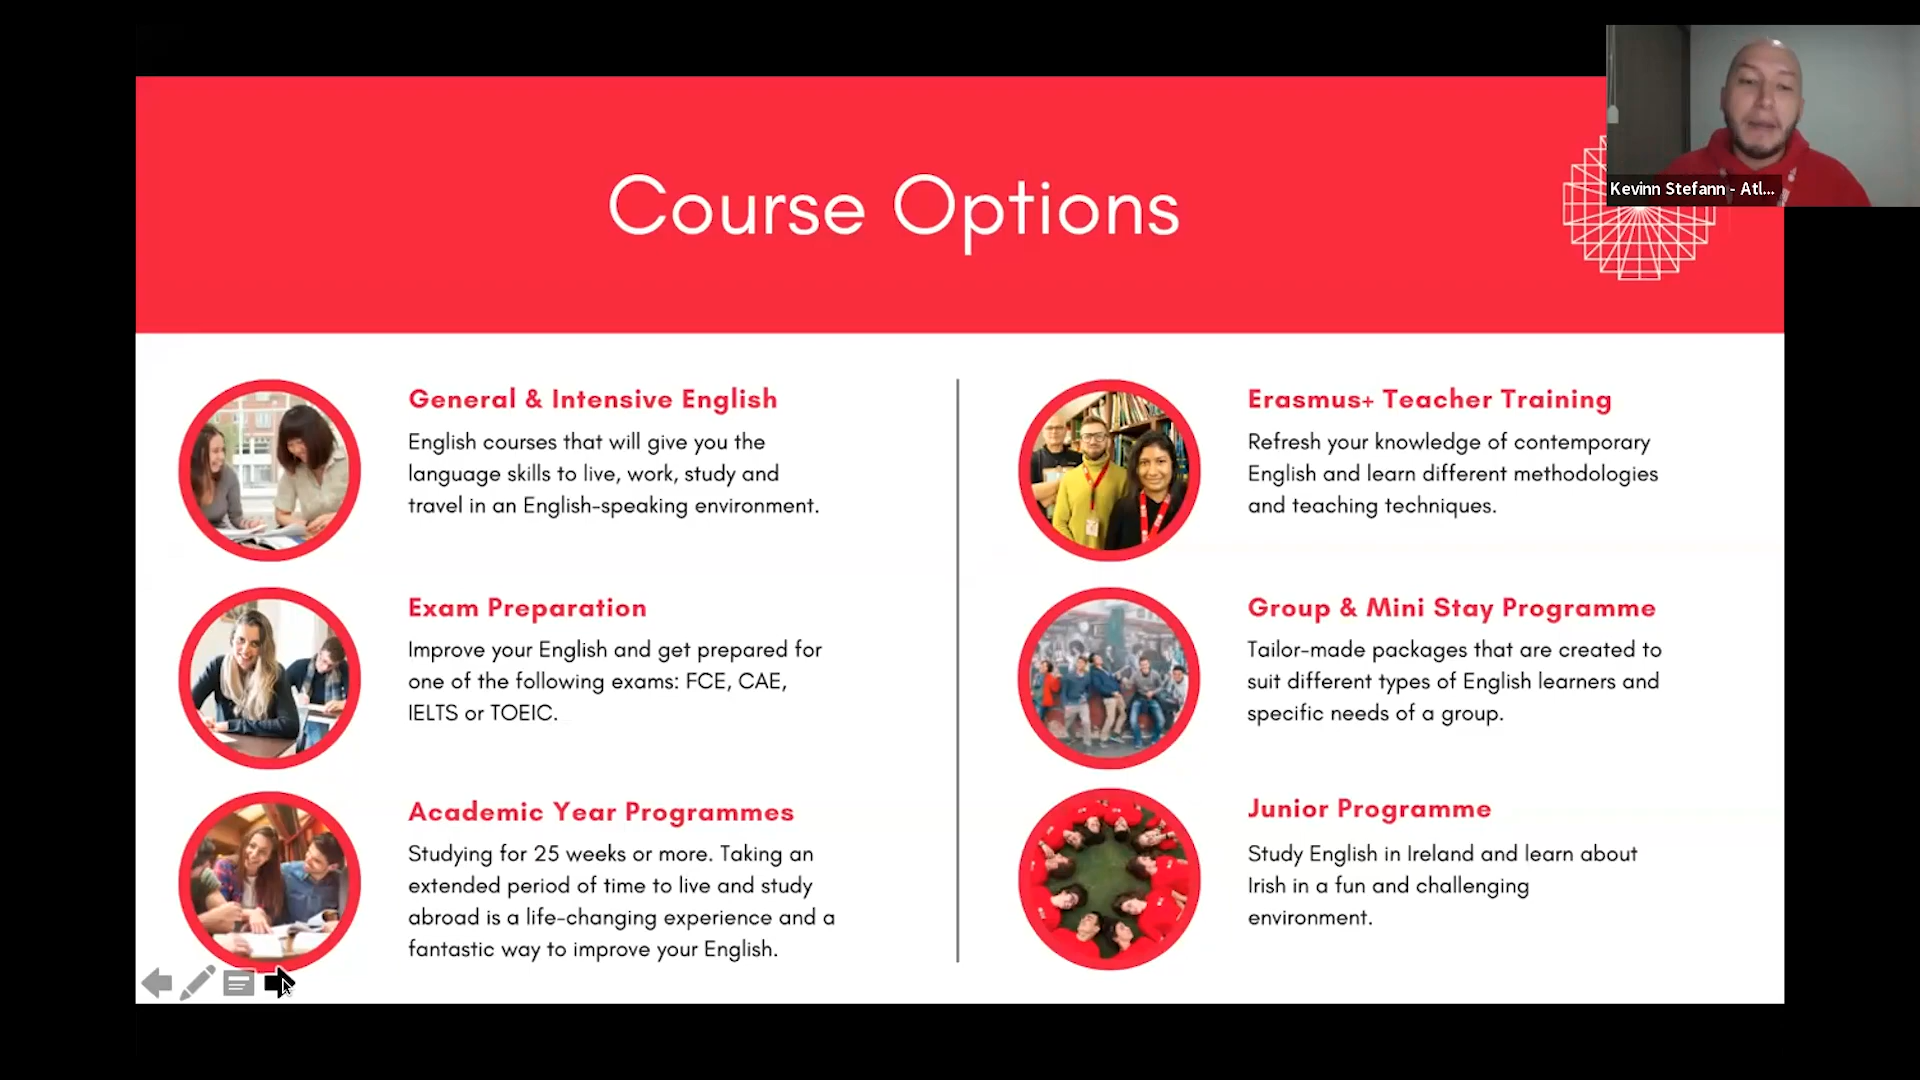 Course Options
Kevinn Stefann - Atl...
General & Intensive English
English courses that will give you the
language skills to live, work, study and
travel in an English-speaking environment.
Exam Preparation
Improve your English and get prepared for
one of the following exams: FCE, CAE,
IELTS or TOEIC.
Academic Year Programmes
Studying for 25 weeks or more. Taking an
extended period of time to live and study
abroad is a life-changing experience and a
fantastic way to improve your English.
Erasmus+ Teacher Training
Refresh your knowledge of contemporary
English and learn different methodologies
and teaching techniques.
Group & Mini Stay Programme
Tailor-made packages that are created to
suit different types of English learners and
specific needs of a group.
Junior Programme
Study English in Ireland and learn about
Irish in a fun and challenging
environment.